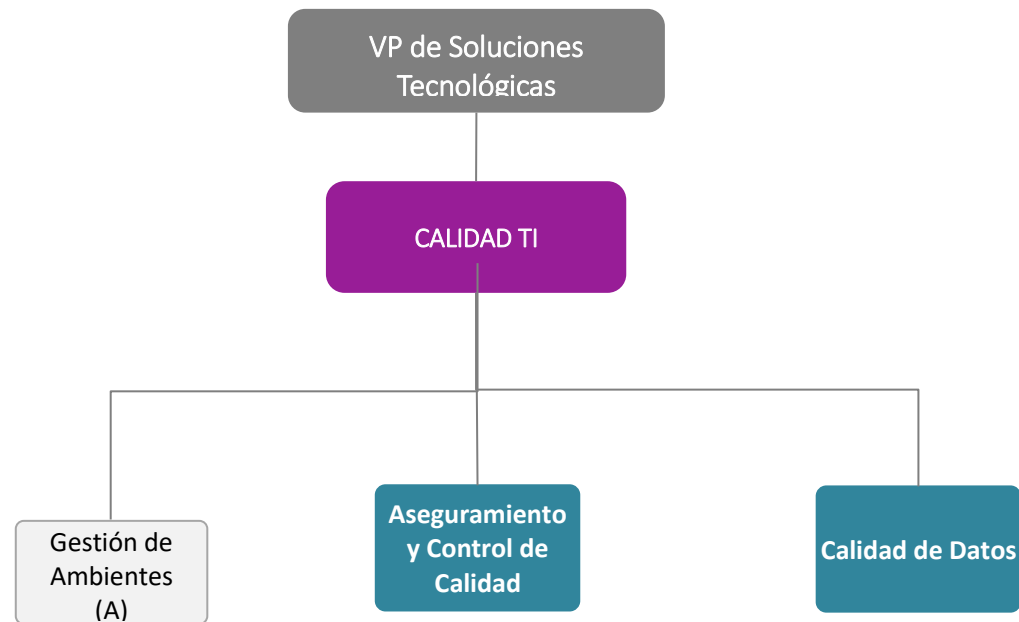 VP de Soluciones
Tecnológicas
CALIDAD TI
Gestión de
Ambientes
(A)
Aseguramiento
y Control de
Calidad
Calidad de Datos